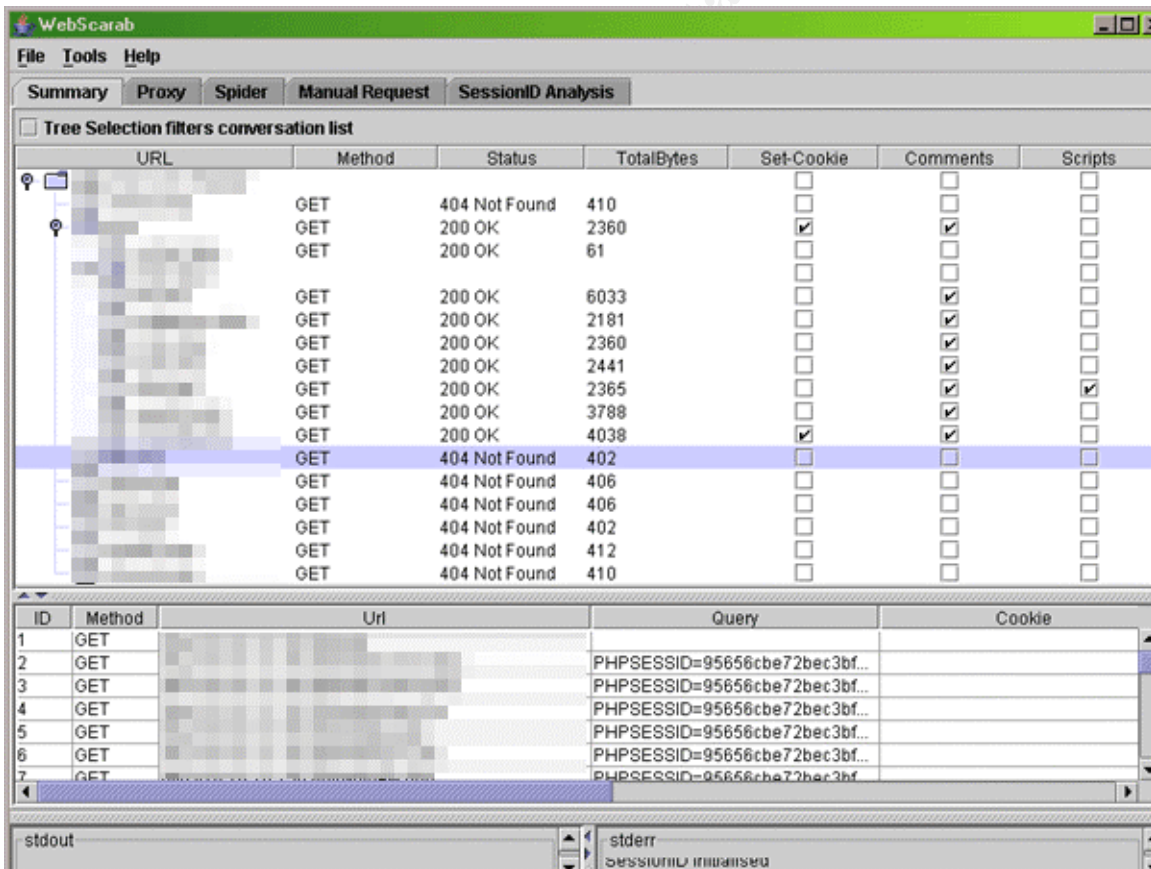 WebScarab
File Tools Help
Summary Proxy Spider Manual Request SessionID Analysis
Tree Selection filters conversation list
URL Method Status TotalBytes Set-Cookie Comments Scripts
GET 404 Not Found 410
GET 200 OK 2360
GET 200 OK 61
GET 200 OK 6033
GET 200 OK 2181
GET 200 OK 2360
GET 200 OK 2441
GET 200 OK 2365
GET 200 OK 3788
GET 200 OK 4038
GET 404 Not Found 402
GET 404 Not Found 406
GET 404 Not Found 406
GET 404 Not Found 402
GET 404 Not Found 412
GET 404 Not Found 410
ID Method Url Query Cookie
1 GET
2 GET PHPSESSID=95656cbe72bec3bf...
3 GET PHPSESSID=95656cbe72bec3bf...
4 GET PHPSESSID=95656cbe72bec3bf...
5 GET PHPSESSID=95656cbe72bec3bf...
6 GET PHPSESSID=95656cbe72bec3bf...
7 GET PHPSESSID=95656cbe72bec3bf...
stdout stderr
SessionID initialised